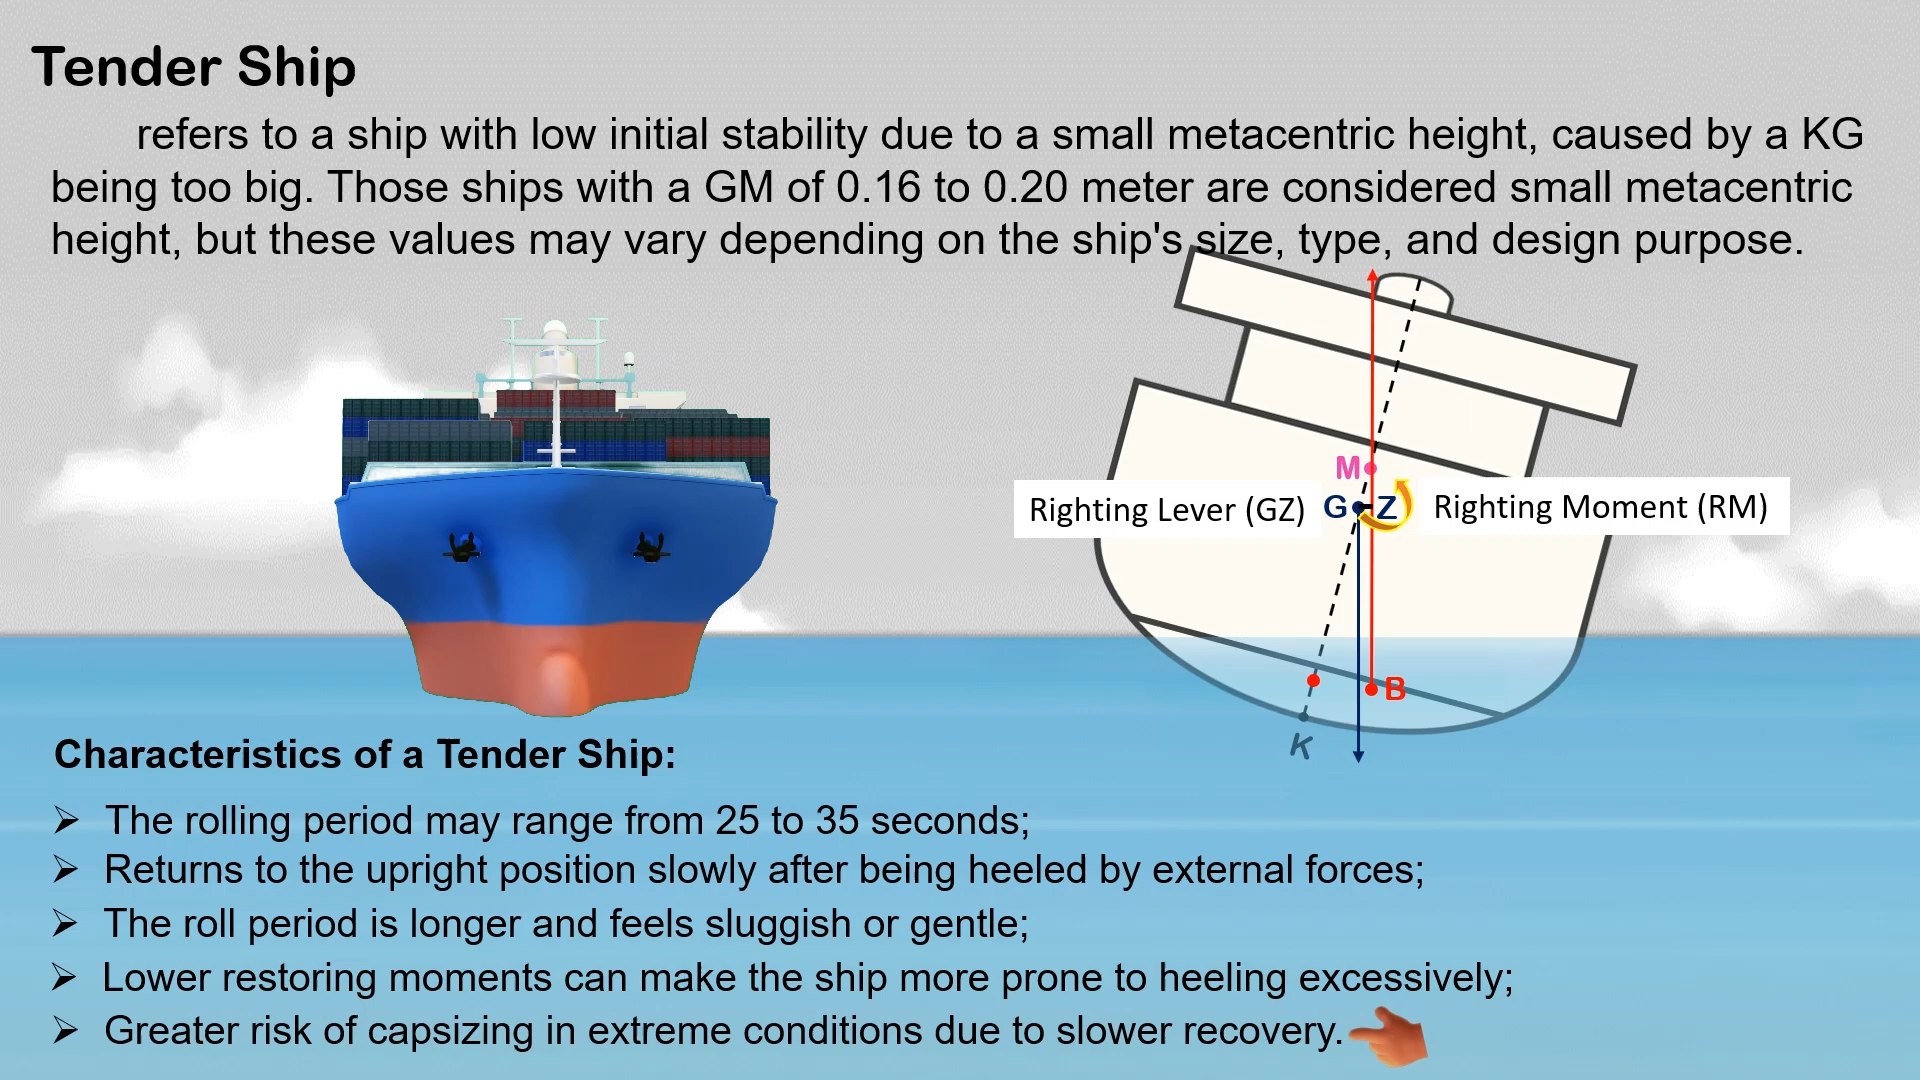 Tender Ship
refers to a ship with low initial stability due to a small metacentric height, caused by a KG
being too big. Those ships with a GM of 0.16 to 0.20 meter are considered small metacentric
height, but these values may vary depending on the ship's size, type, and design purpose.
M
Righting Lever (GZ) G Z Righting Moment (RM)
B
K
Characteristics of a Tender Ship:
➢ The rolling period may range from 25 to 35 seconds;
➢ Returns to the upright position slowly after being heeled by external forces;
➢ The roll period is longer and feels sluggish or gentle;
➢ Lower restoring moments can make the ship more prone to heeling excessively;
➢ Greater risk of capsizing in extreme conditions due to slower recovery.